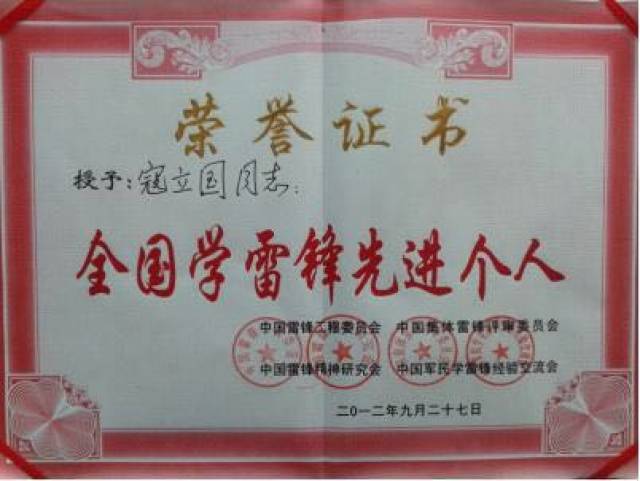 荣誉证书
授予:寇立国同志:
全国学雷锋先进个人
中国雷锋工程委员会 中国集体雷锋评审委员会
中国雷锋精神研究会 中国军民学雷锋经验交流会
二〇一二年九月二十七日